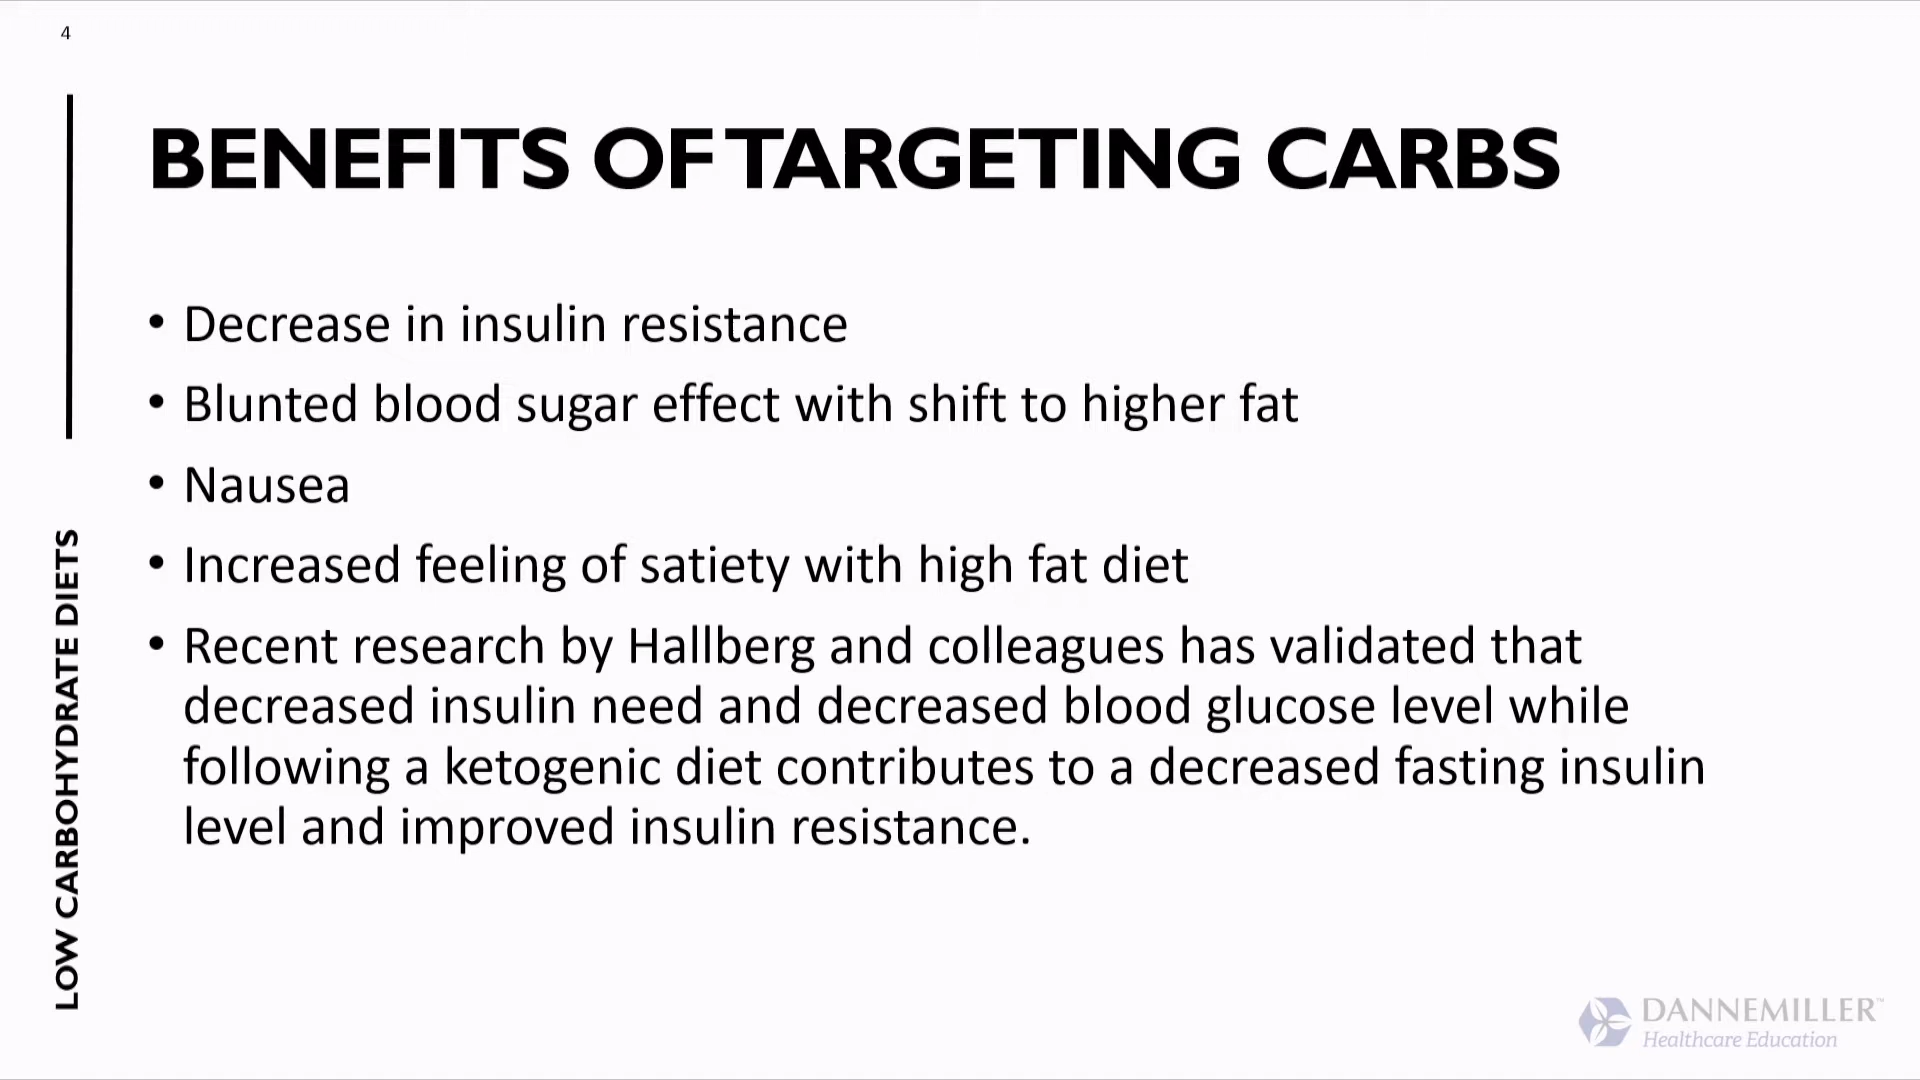 4
BENEFITS OF TARGETING CARBS
• Decrease in insulin resistance
• Blunted blood sugar effect with shift to higher fat
• Nausea
• Increased feeling of satiety with high fat diet
• Recent research by Hallberg and colleagues has validated that
decreased insulin need and decreased blood glucose level while
following a ketogenic diet contributes to a decreased fasting insulin
level and improved insulin resistance.
LOW CARBOHYDRATE DIETS
DANNEMILLER™
Healthcare Education